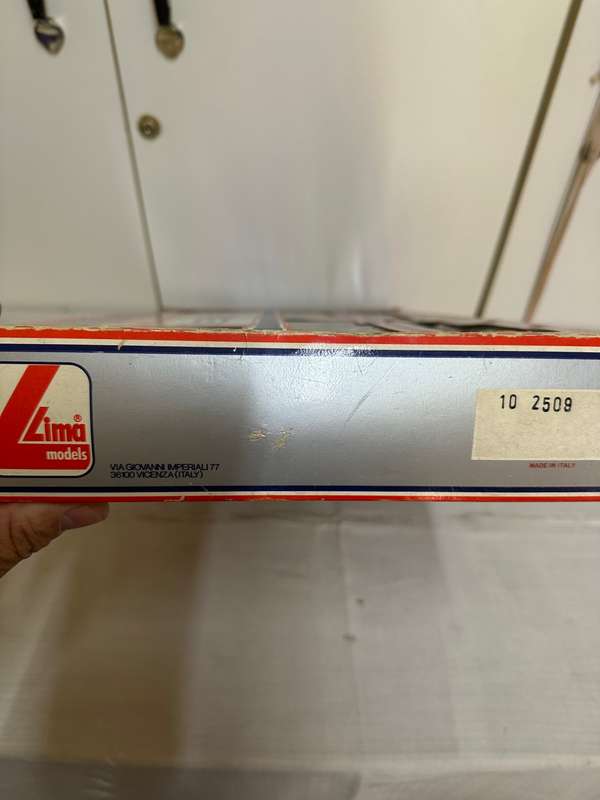 Lima®
models
VIA GIOVANNI IMPERIALI 77
36100 VICENZA (ITALY)
10 2509
MADE IN ITALY